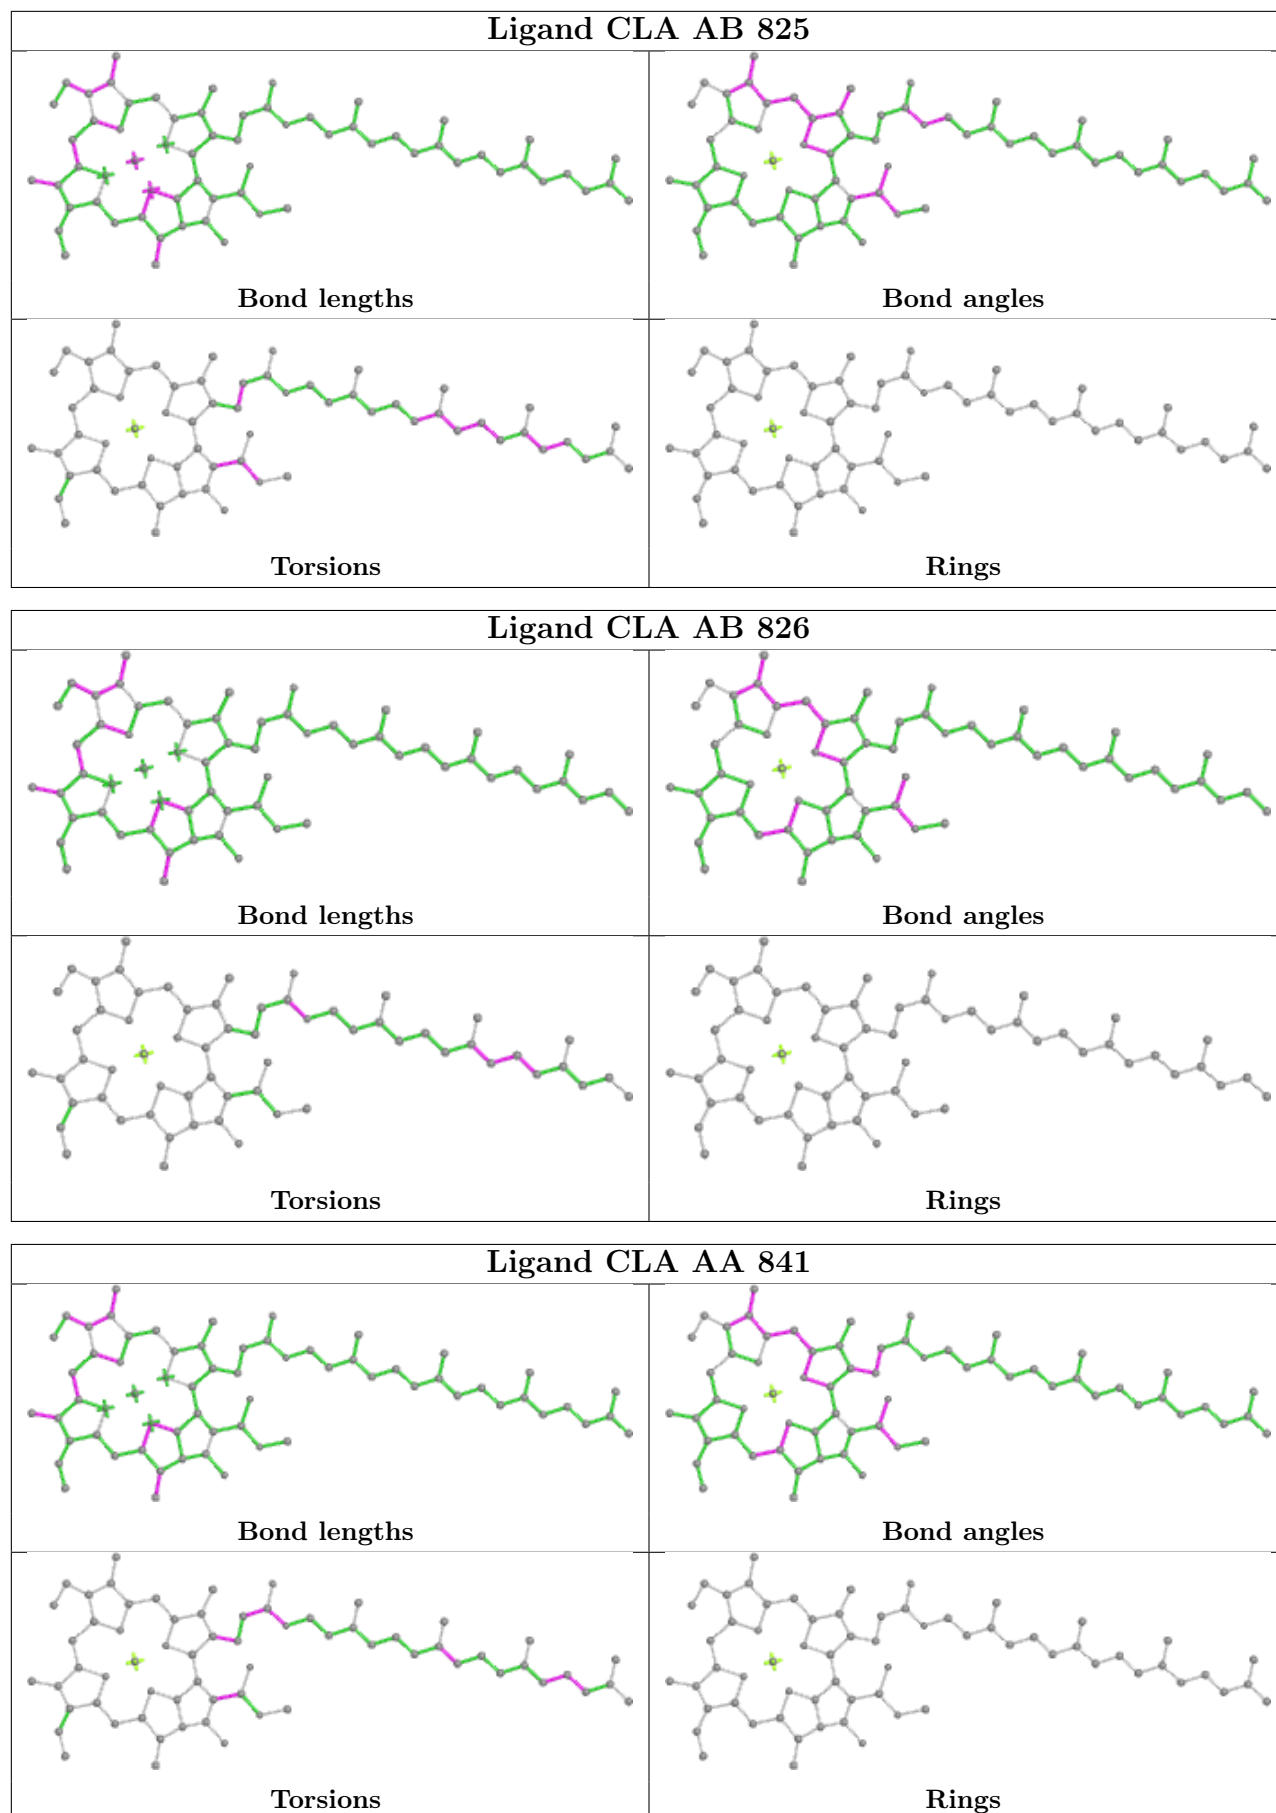 Ligand CLA AB 825
Bond lengths
Bond angles
Torsions
Rings
Ligand CLA AB 826
Bond lengths
Bond angles
Torsions
Rings
Ligand CLA AA 841
Bond lengths
Bond angles
Torsions
Rings